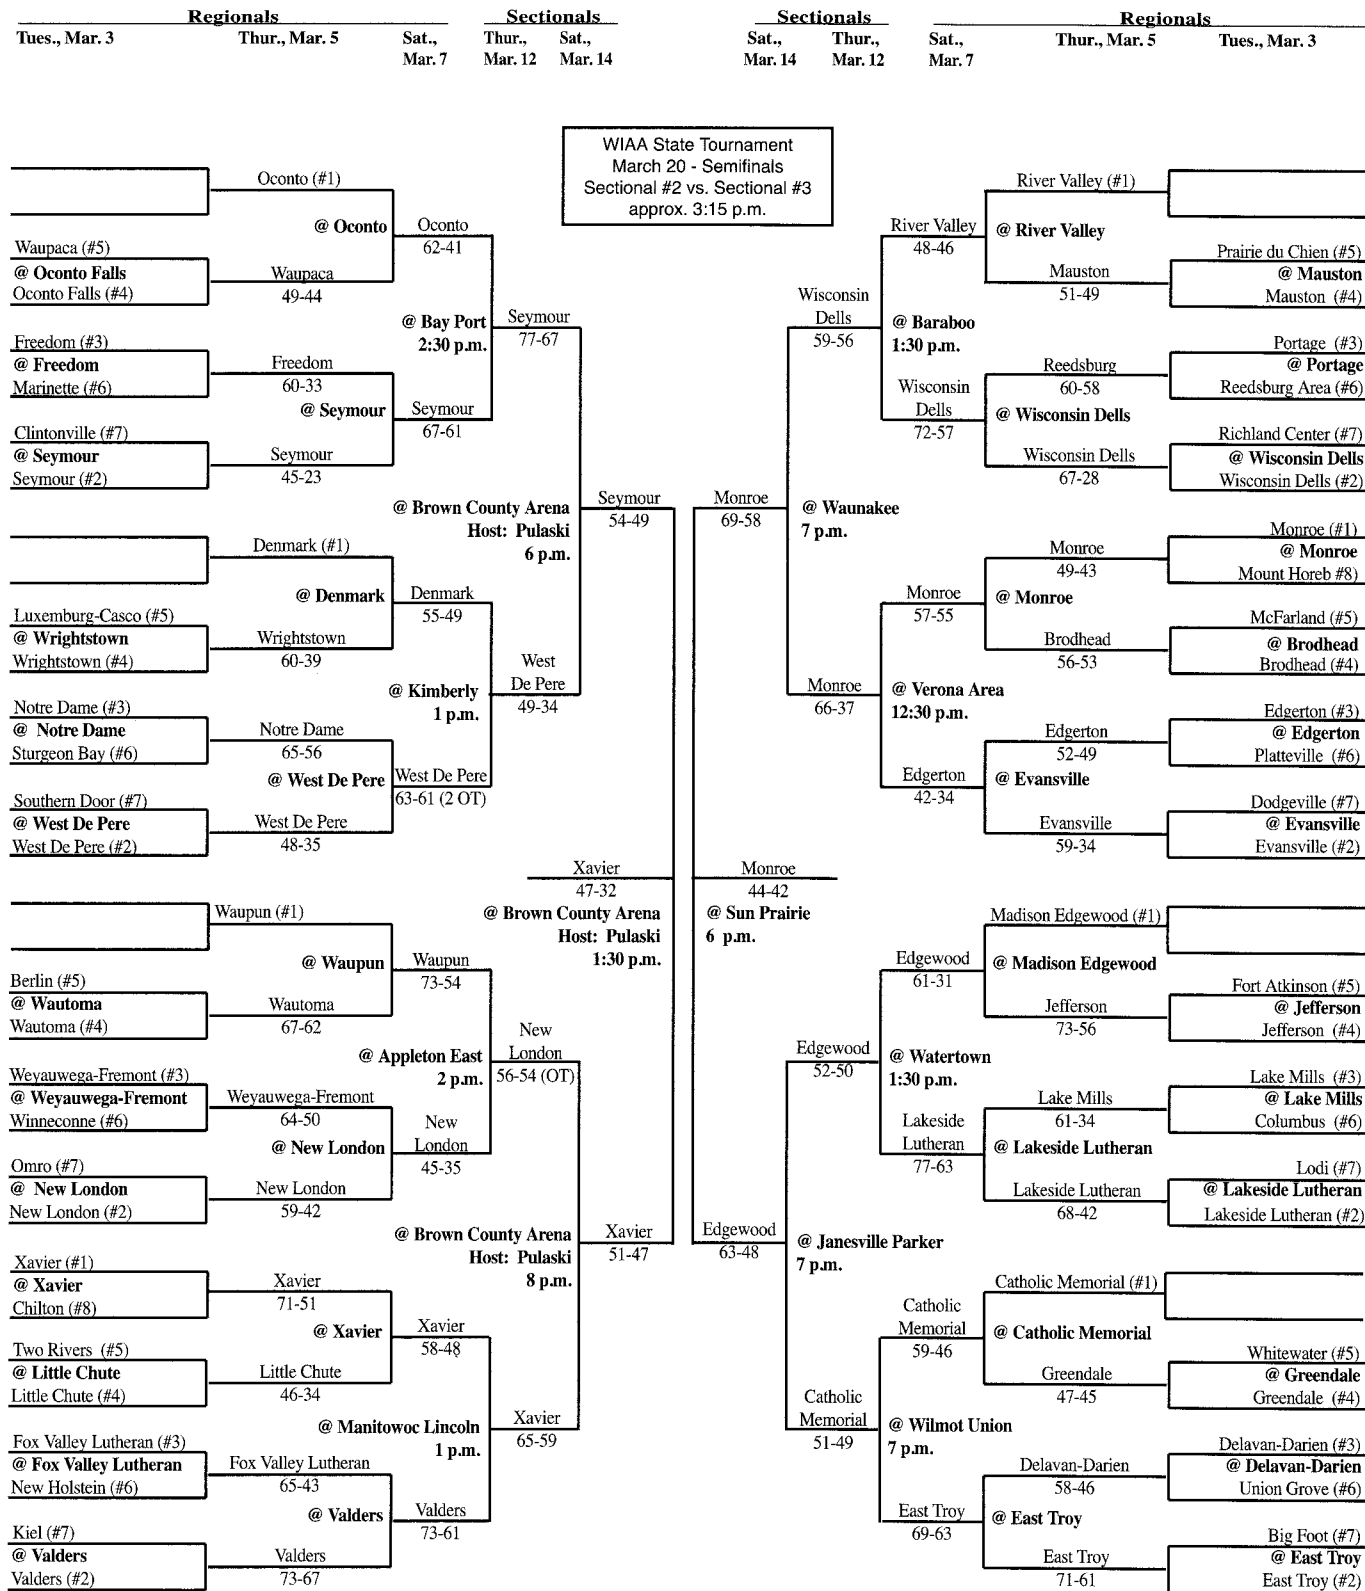 Regionals
Sectionals
Sectionals
Regionals
Tues., Mar. 3
Thur., Mar. 5
Sat.,
Mar. 7
Thur.,
Mar. 12
Sat.,
Mar. 14
Sat.,
Mar. 14
Thur.,
Mar. 12
Sat.,
Mar. 7
Thur., Mar. 5
Tues., Mar. 3
WIAA State Tournament
March 20 - Semifinals
Sectional #2 vs. Sectional #3
approx. 3:15 p.m.
Oconto (#1)
@ Oconto
Oconto
62-41
Waupaca (#5)
@ Oconto Falls
Oconto Falls (#4)
Waupaca
49-44
@ Bay Port
2:30 p.m.
Seymour
77-67
Freedom (#3)
@ Freedom
Marinette (#6)
Freedom
60-33
@ Seymour
Seymour
67-61
Clintonville (#7)
@ Seymour
Seymour (#2)
Seymour
45-23
@ Brown County Arena
Host: Pulaski
6 p.m.
Seymour
54-49
Denmark (#1)
@ Denmark
Denmark
55-49
Luxemburg-Casco (#5)
@ Wrightstown
Wrightstown (#4)
Wrightstown
60-39
@ Kimberly
1 p.m.
West
De Pere
49-34
Notre Dame (#3)
@ Notre Dame
Sturgeon Bay (#6)
Notre Dame
65-56
@ West De Pere
West De Pere
63-61 (2 OT)
Southern Door (#7)
@ West De Pere
West De Pere (#2)
West De Pere
48-35
Xavier
47-32
@ Brown County Arena
Host: Pulaski
1:30 p.m.
Waupun (#1)
@ Waupun
Waupun
73-54
Berlin (#5)
@ Wautoma
Wautoma (#4)
Wautoma
67-62
@ Appleton East
2 p.m.
New
London
56-54 (OT)
Weyauwega-Fremont (#3)
@ Weyauwega-Fremont
Winneconne (#6)
Weyauwega-Fremont
64-50
@ New London
New
London
45-35
Omro (#7)
@ New London
New London (#2)
New London
59-42
@ Brown County Arena
Host: Pulaski
8 p.m.
Xavier
51-47
Xavier (#1)
@ Xavier
Chilton (#8)
Xavier
71-51
@ Xavier
Xavier
58-48
Two Rivers (#5)
@ Little Chute
Little Chute (#4)
Little Chute
46-34
@ Manitowoc Lincoln
1 p.m.
Xavier
65-59
Fox Valley Lutheran (#3)
@ Fox Valley Lutheran
New Holstein (#6)
Fox Valley Lutheran
65-43
@ Valders
Valders
73-61
Kiel (#7)
@ Valders
Valders (#2)
Valders
73-67
River Valley (#1)
River Valley
48-46
@ River Valley
Prairie du Chien (#5)
@ Mauston
Mauston (#4)
Mauston
51-49
Wisconsin
Dells
59-56
@ Baraboo
1:30 p.m.
Portage (#3)
@ Portage
Reedsburg Area (#6)
Reedsburg
60-58
Wisconsin
Dells
72-57
@ Wisconsin Dells
Richland Center (#7)
@ Wisconsin Dells
Wisconsin Dells (#2)
Wisconsin Dells
67-28
Monroe
69-58
@ Waunakee
7 p.m.
Monroe (#1)
@ Monroe
Mount Horeb #8)
Monroe
49-43
Monroe
57-55
@ Monroe
McFarland (#5)
@ Brodhead
Brodhead (#4)
Brodhead
56-53
Monroe
66-37
@ Verona Area
12:30 p.m.
Edgerton (#3)
@ Edgerton
Platteville (#6)
Edgerton
52-49
Edgerton
42-34
@ Evansville
Dodgeville (#7)
@ Evansville
Evansville (#2)
Evansville
59-34
Monroe
44-42
@ Sun Prairie
6 p.m.
Madison Edgewood (#1)
Edgewood
61-31
@ Madison Edgewood
Fort Atkinson (#5)
@ Jefferson
Jefferson (#4)
Jefferson
73-56
Edgewood
52-50
@ Watertown
1:30 p.m.
Lake Mills (#3)
@ Lake Mills
Columbus (#6)
Lake Mills
61-34
Lakeside
Lutheran
77-63
@ Lakeside Lutheran
Lodi (#7)
@ Lakeside Lutheran
Lakeside Lutheran (#2)
Lakeside Lutheran
68-42
Edgewood
63-48
@ Janesville Parker
7 p.m.
Catholic Memorial (#1)
Catholic
Memorial
59-46
@ Catholic Memorial
Whitewater (#5)
@ Greendale
Greendale (#4)
Greendale
47-45
Catholic
Memorial
51-49
@ Wilmot Union
7 p.m.
Delavan-Darien (#3)
@ Delavan-Darien
Union Grove (#6)
Delavan-Darien
58-46
East Troy
69-63
@ East Troy
Big Foot (#7)
@ East Troy
East Troy (#2)
East Troy
71-61